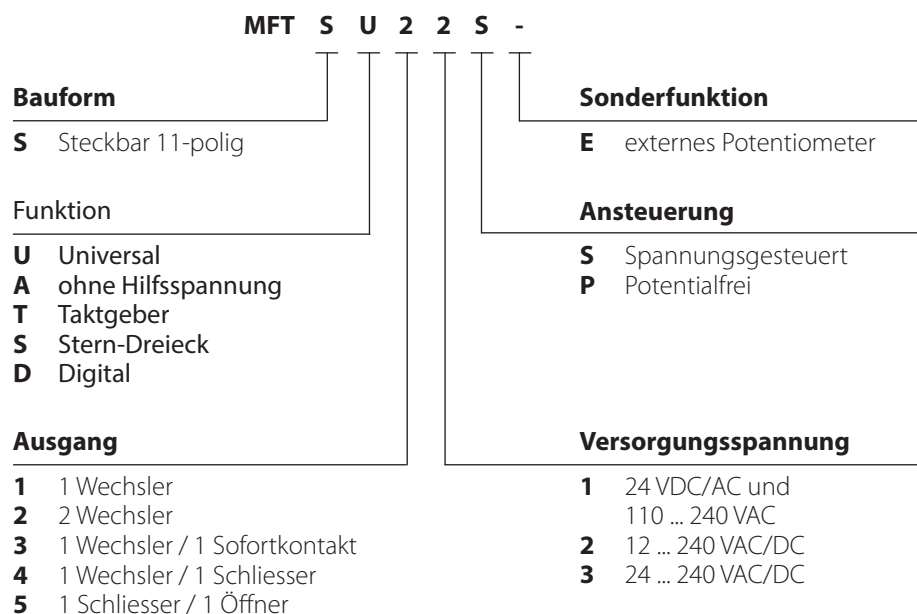 MFT S U 2 2 S -
Bauform
S Steckbar 11-polig
Funktion
U Universal
A ohne Hilfsspannung
T Taktgeber
S Stern-Dreieck
D Digital
Ausgang
1 1 Wechsler
2 2 Wechsler
3 1 Wechsler / 1 Sofortkontakt
4 1 Wechsler / 1 Schliesser
5 1 Schliesser / 1 Öffner
Sonderfunktion
E externes Potentiometer
Ansteuerung
S Spannungsgesteuert
P Potentialfrei
Versorgungsspannung
1 24 VDC/AC und
110 ... 240 VAC
2 12 ... 240 VAC/DC
3 24 ... 240 VAC/DC